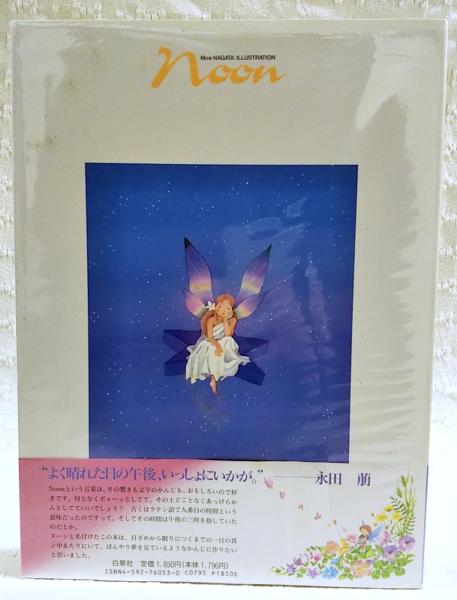 Moe NAGATA:ILLUSTRATION
Noon
“よく晴れた日の午後、いっしょにいかが。”――永田 萠
Noonという言葉は、その響きも文字のかんじも、おもしろいので好
きです。何となくボォーッとしてて、その上どことなくあっけらか
んとしてていいでしょう？ 古くはラテン語で九番目の時間という
意味だったのですって。そしてその時間は午後の三時を指していた
のだとか。
ヌーンと名付けたこの本は、目ざめから眠りにつくまでの一日の真
ン中あたりにいて、ぼんやり夢を見ているようなかんじに作りたい
と思いました。
白泉社 定価1,850円(本体1,796円)
ISBN4-592-76053-0 C0795 P1850E